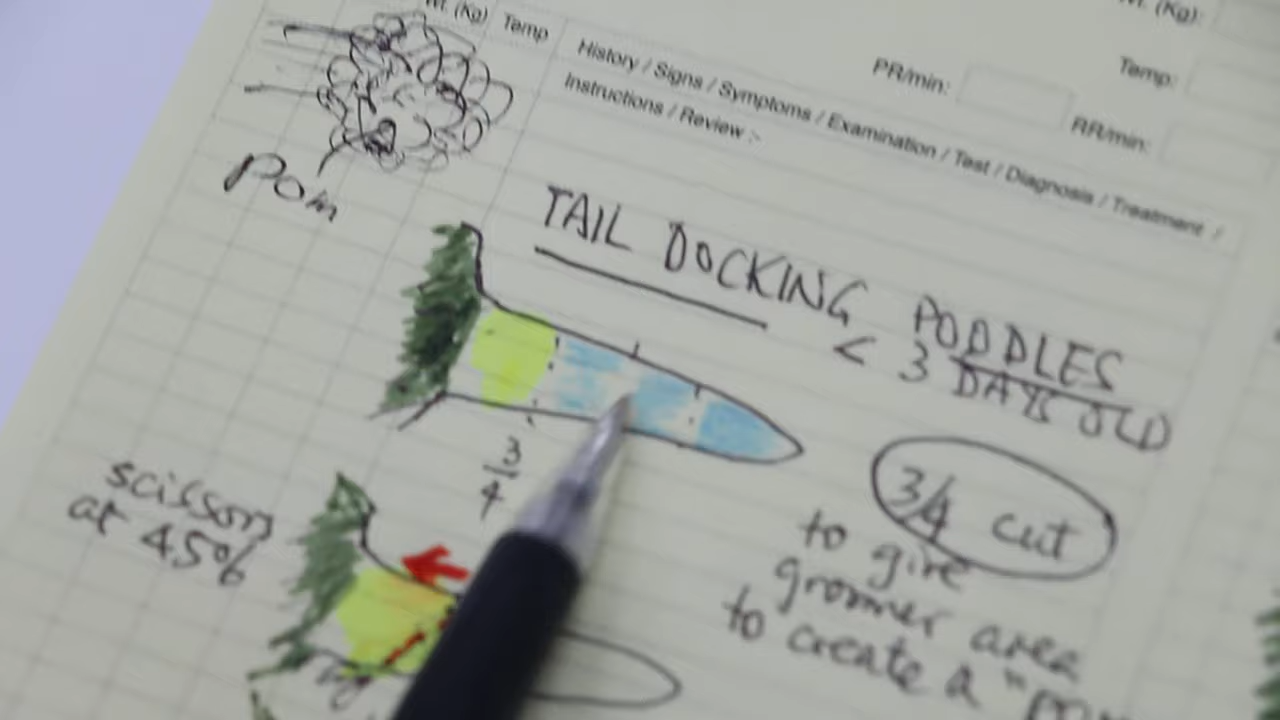 Wt. (Kg) Temp
Wt. (Kg):
History / Signs / Symptoms / Examination / Test / Diagnosis / Treatment /
Instructions / Review :-
PR/min:
Temp:
RR/min:
Pom
TAIL DOCKING POODLES
< 3 DAYS OLD
3/4
3/4 cut
to give
groomer area
to create a "pom
scissors
at 45%